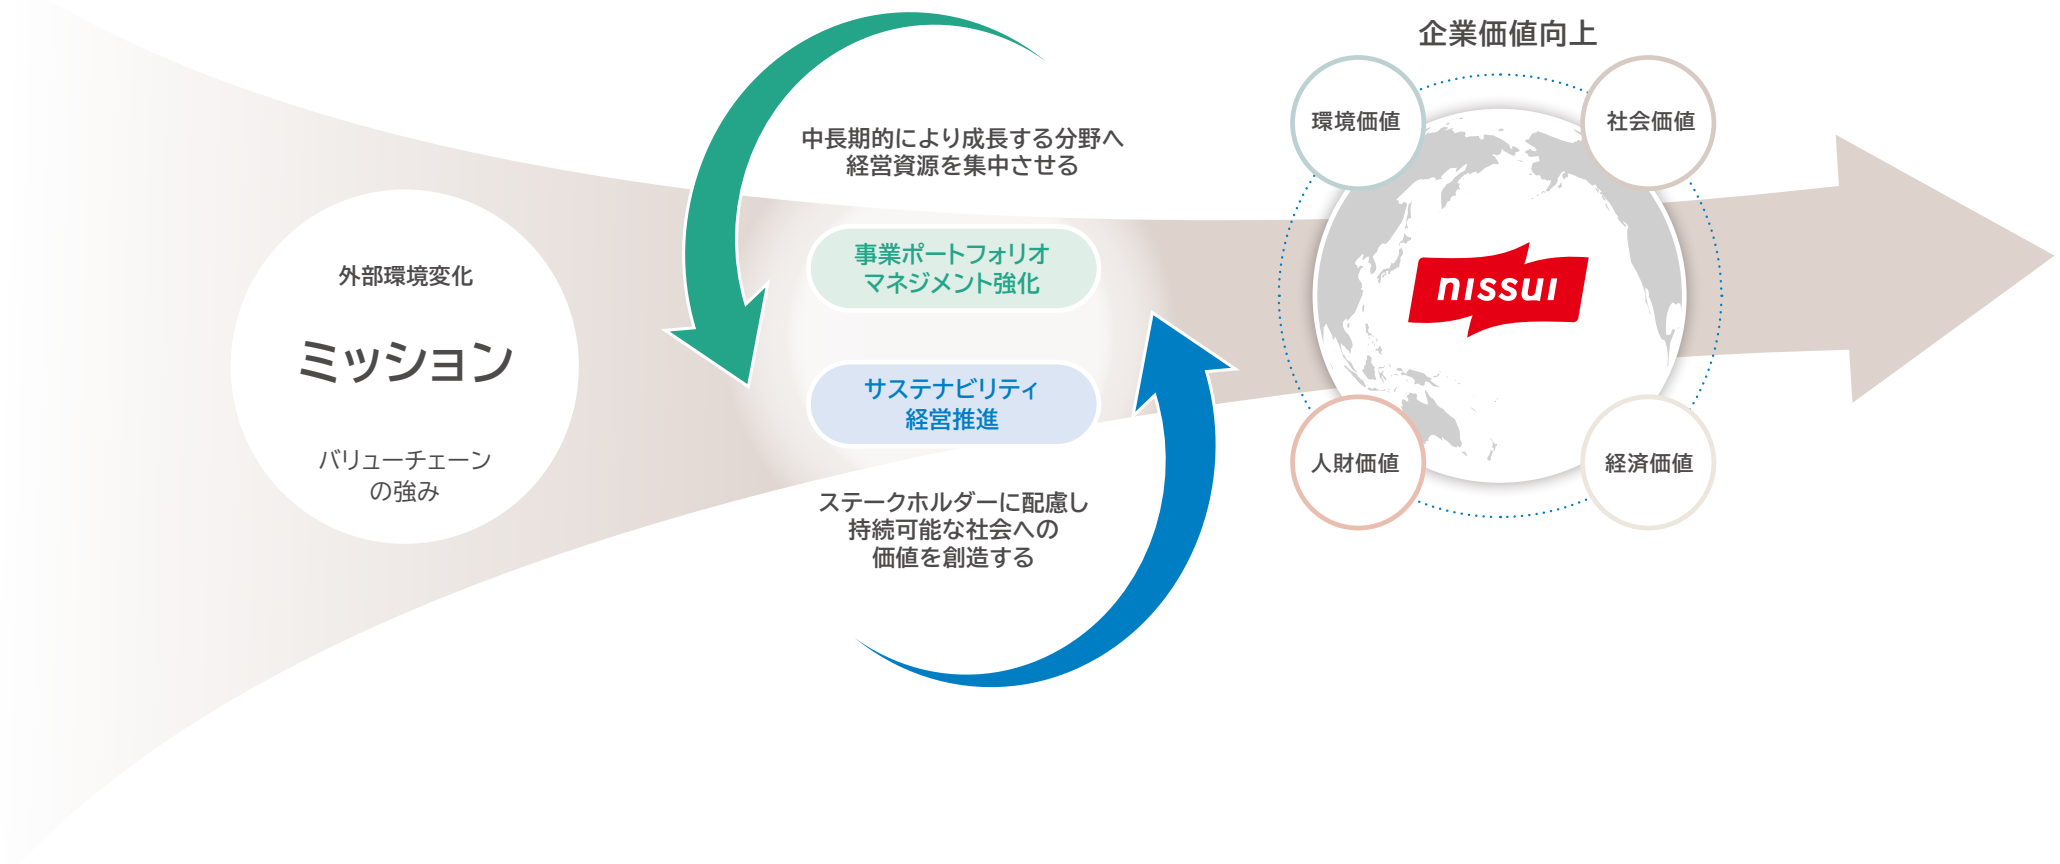 外部環境変化
ミッション
バリューチェーン
の強み
中長期的により成長する分野へ
経営資源を集中させる
事業ポートフォリオ
マネジメント強化
サステナビリティ
経営推進
ステークホルダーに配慮し
持続可能な社会への
価値を創造する
企業価値向上
環境価値
社会価値
nissui
人財価値
経済価値